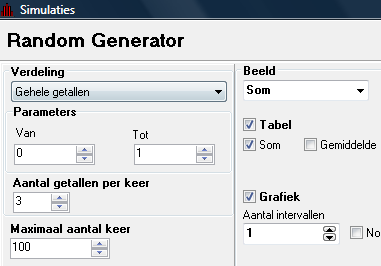 Simulaties
Random Generator
Verdeling
Gehele getallen
Parameters
Van
Tot
0
1
Aantal getallen per keer
3
Maximaal aantal keer
100
Beeld
Som
Tabel
Som
Gemiddelde
Grafiek
Aantal intervallen
1
No